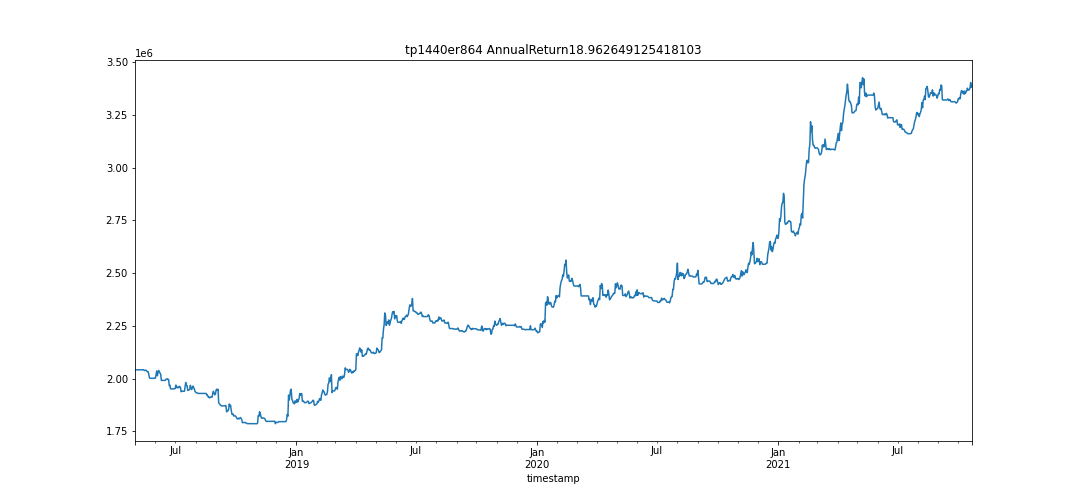 tp1440er864 AnnualReturn18.962649125418103
1e6
3.50
3.25
3.00
2.75
2.50
2.25
2.00
1.75
Jul
Jan
2019
Jul
Jan
2020
Jul
Jan
2021
Jul
timestamp